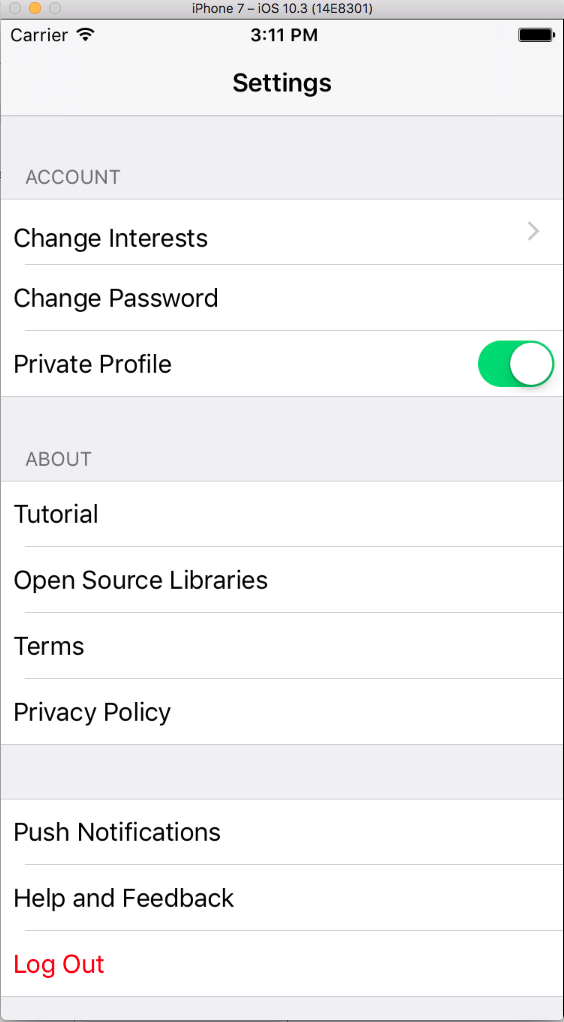 iPhone 7 – iOS 10.3 (14E8301)
Carrier 3:11 PM
Settings
ACCOUNT
Change Interests
Change Password
Private Profile
ABOUT
Tutorial
Open Source Libraries
Terms
Privacy Policy
Push Notifications
Help and Feedback
Log Out